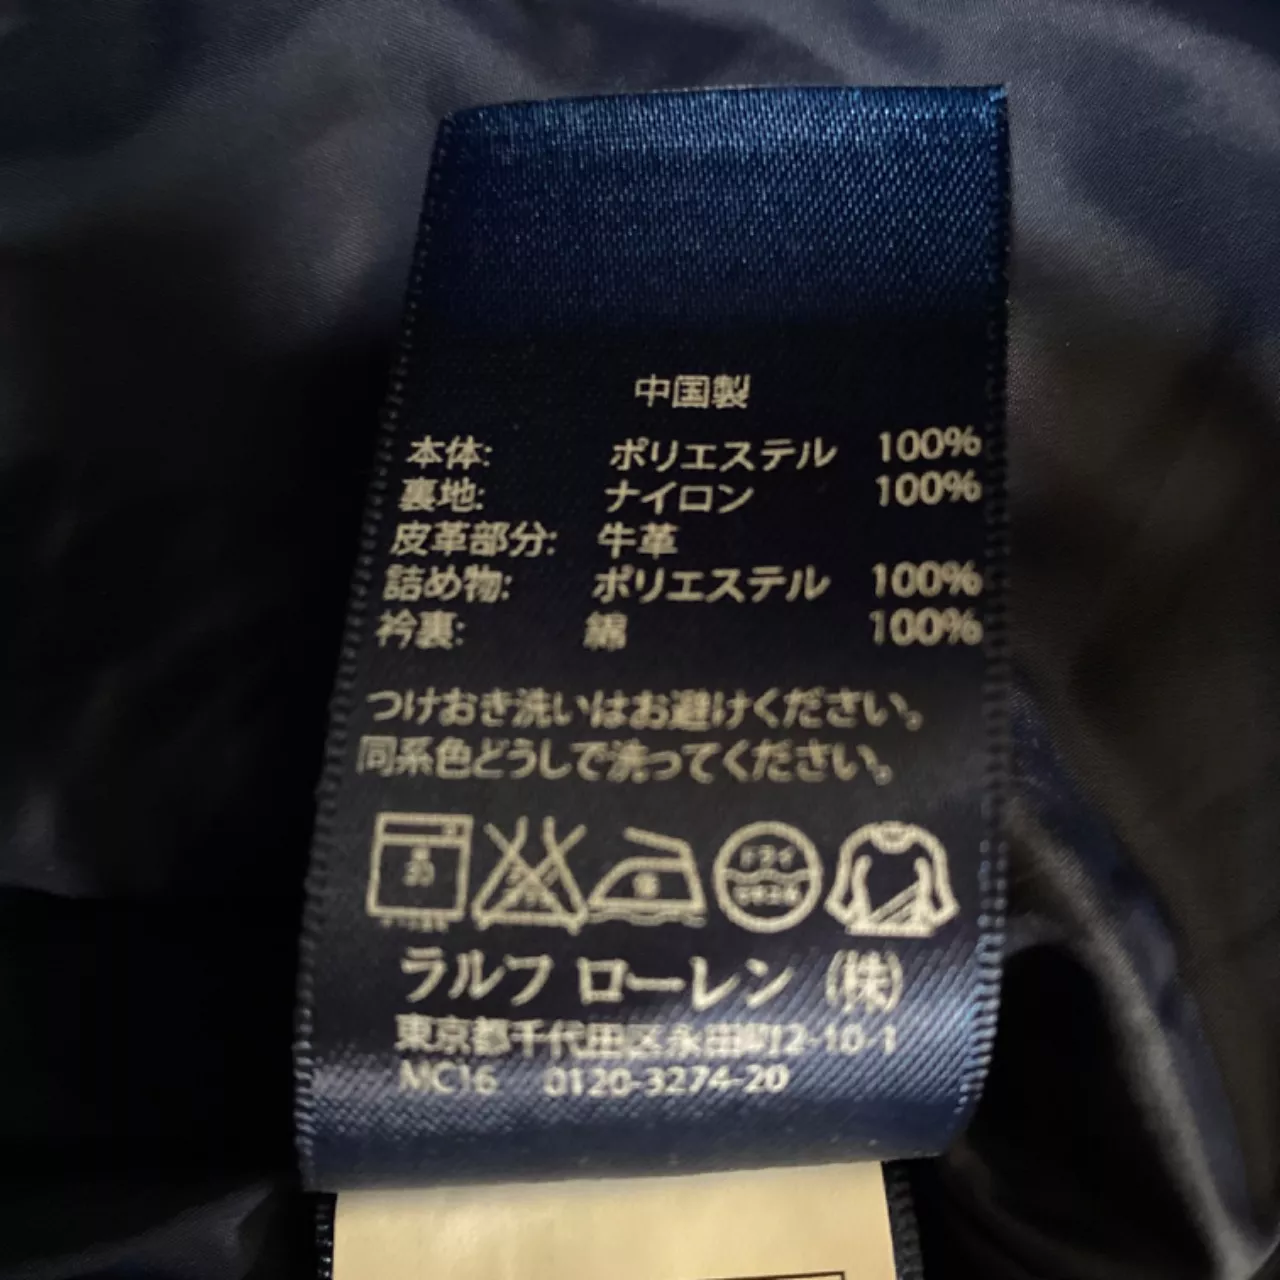 中国製
本体: ポリエステル 100%
裏地: ナイロン 100%
皮革部分: 牛革
詰め物: ポリエステル 100%
衿裏: 綿 100%
つけおき洗いはお避けください。
同系色どうしで洗ってください。
ドライ
ラルフ ローレン (株)
東京都千代田区永田町2-10-1
MC16 0120-3274-20